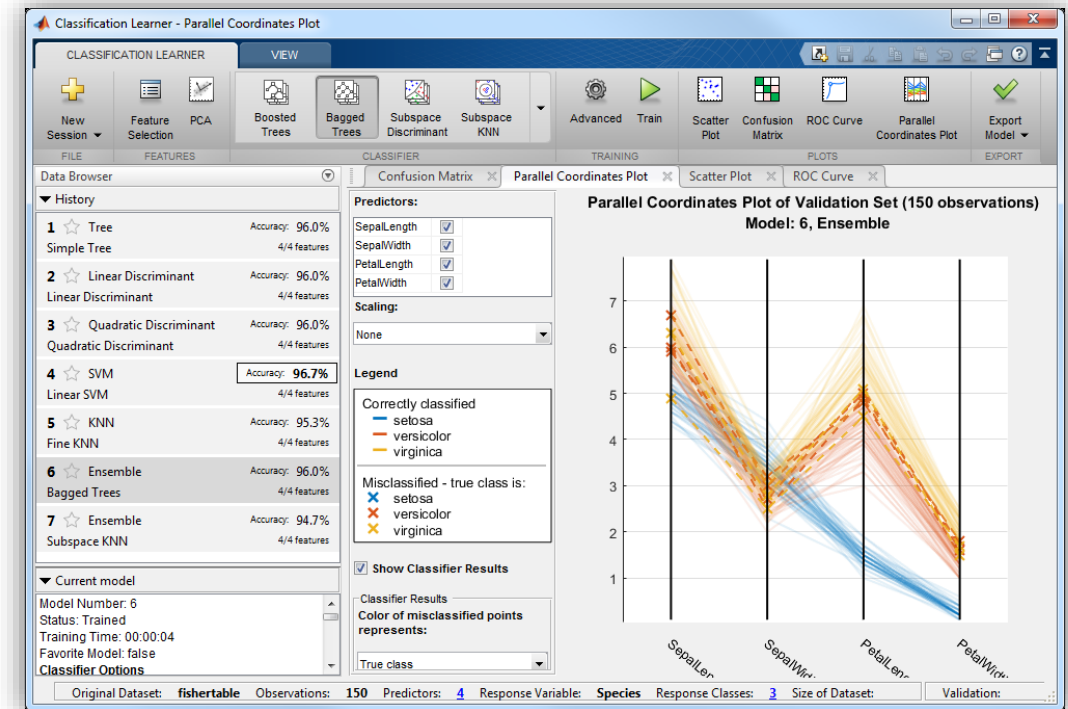 Classification Learner - Parallel Coordinates Plot
CLASSIFICATION LEARNER VIEW
New Session
Feature Selection
PCA
Boosted Trees
Bagged Trees
Subspace Discriminant
Subspace KNN
Advanced
Train
Scatter Plot
Confusion Matrix
ROC Curve
Parallel Coordinates Plot
Export Model
FILE FEATURES CLASSIFIER TRAINING PLOTS EXPORT
Data Browser
Confusion Matrix Parallel Coordinates Plot Scatter Plot ROC Curve
History
1 Tree Accuracy: 96.0%
Simple Tree 4/4 features
2 Linear Discriminant Accuracy: 96.0%
Linear Discriminant 4/4 features
3 Quadratic Discriminant Accuracy: 96.0%
Quadratic Discriminant 4/4 features
4 SVM Accuracy: 96.7%
Linear SVM 4/4 features
5 KNN Accuracy: 95.3%
Fine KNN 4/4 features
6 Ensemble Accuracy: 96.0%
Bagged Trees 4/4 features
7 Ensemble Accuracy: 94.7%
Subspace KNN 4/4 features
Current model
Model Number: 6
Status: Trained
Training Time: 00:00:04
Favorite Model: false
Classifier Options
Predictors:
SepalLength
SepalWidth
PetalLength
PetalWidth
Scaling:
None
Legend
Correctly classified
setosa
versicolor
virginica
Misclassified - true class is:
setosa
versicolor
virginica
Show Classifier Results
Classifier Results
Color of misclassified points
represents:
True class
Parallel Coordinates Plot of Validation Set (150 observations)
Model: 6, Ensemble
7
6
5
4
3
2
1
SepalLen
SepalWid
PetalLeng
PetalWidth
Original Dataset: fishertable Observations: 150 Predictors: 4 Response Variable: Species Response Classes: 3 Size of Dataset: Validation: